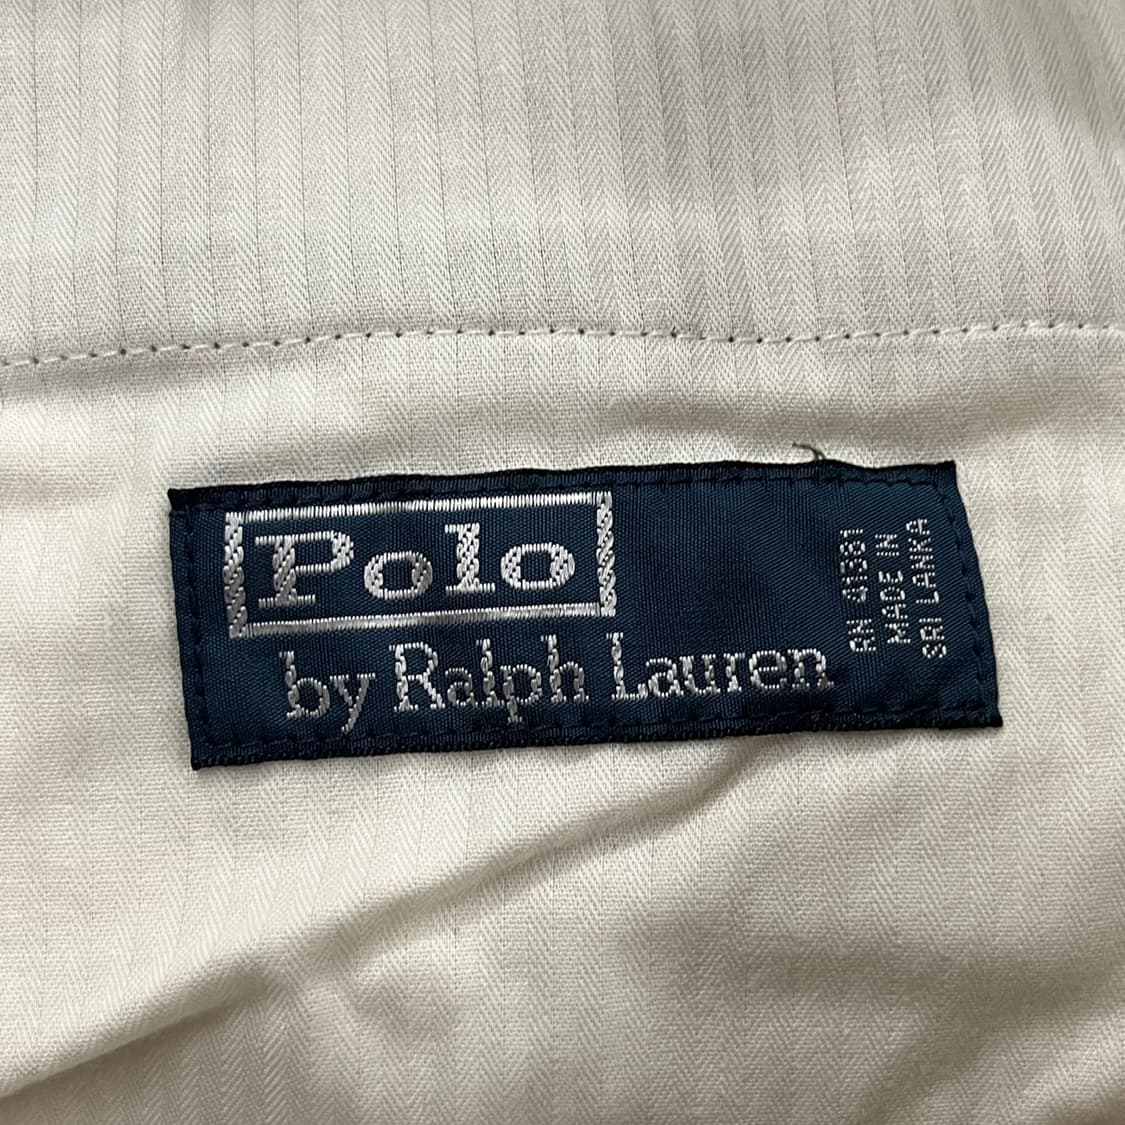 Polo
by Ralph Lauren
RN 41381
MADE IN
SRI LANKA